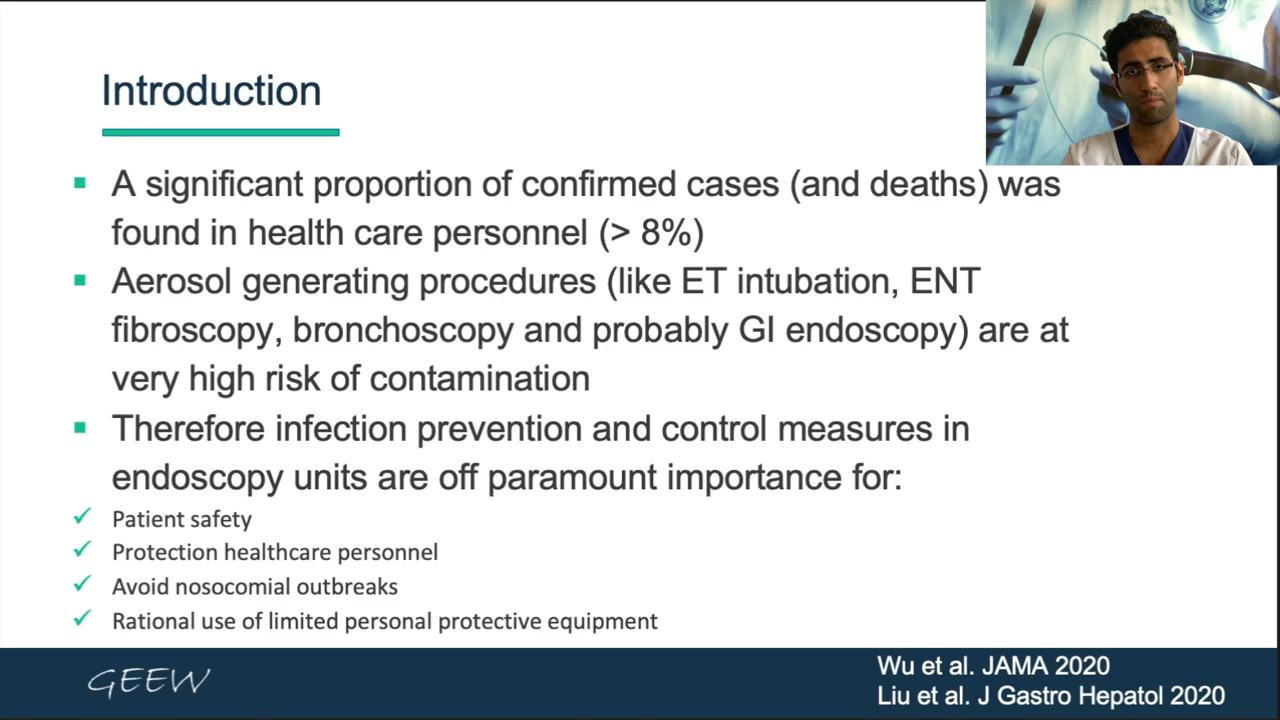 Introduction
A significant proportion of confirmed cases (and deaths) was
found in health care personnel (> 8%)
Aerosol generating procedures (like ET intubation, ENT
fibroscopy, bronchoscopy and probably GI endoscopy) are at
very high risk of contamination
Therefore infection prevention and control measures in
endoscopy units are off paramount importance for:
Patient safety
Protection healthcare personnel
Avoid nosocomial outbreaks
Rational use of limited personal protective equipment
GEEW
Wu et al. JAMA 2020
Liu et al. J Gastro Hepatol 2020